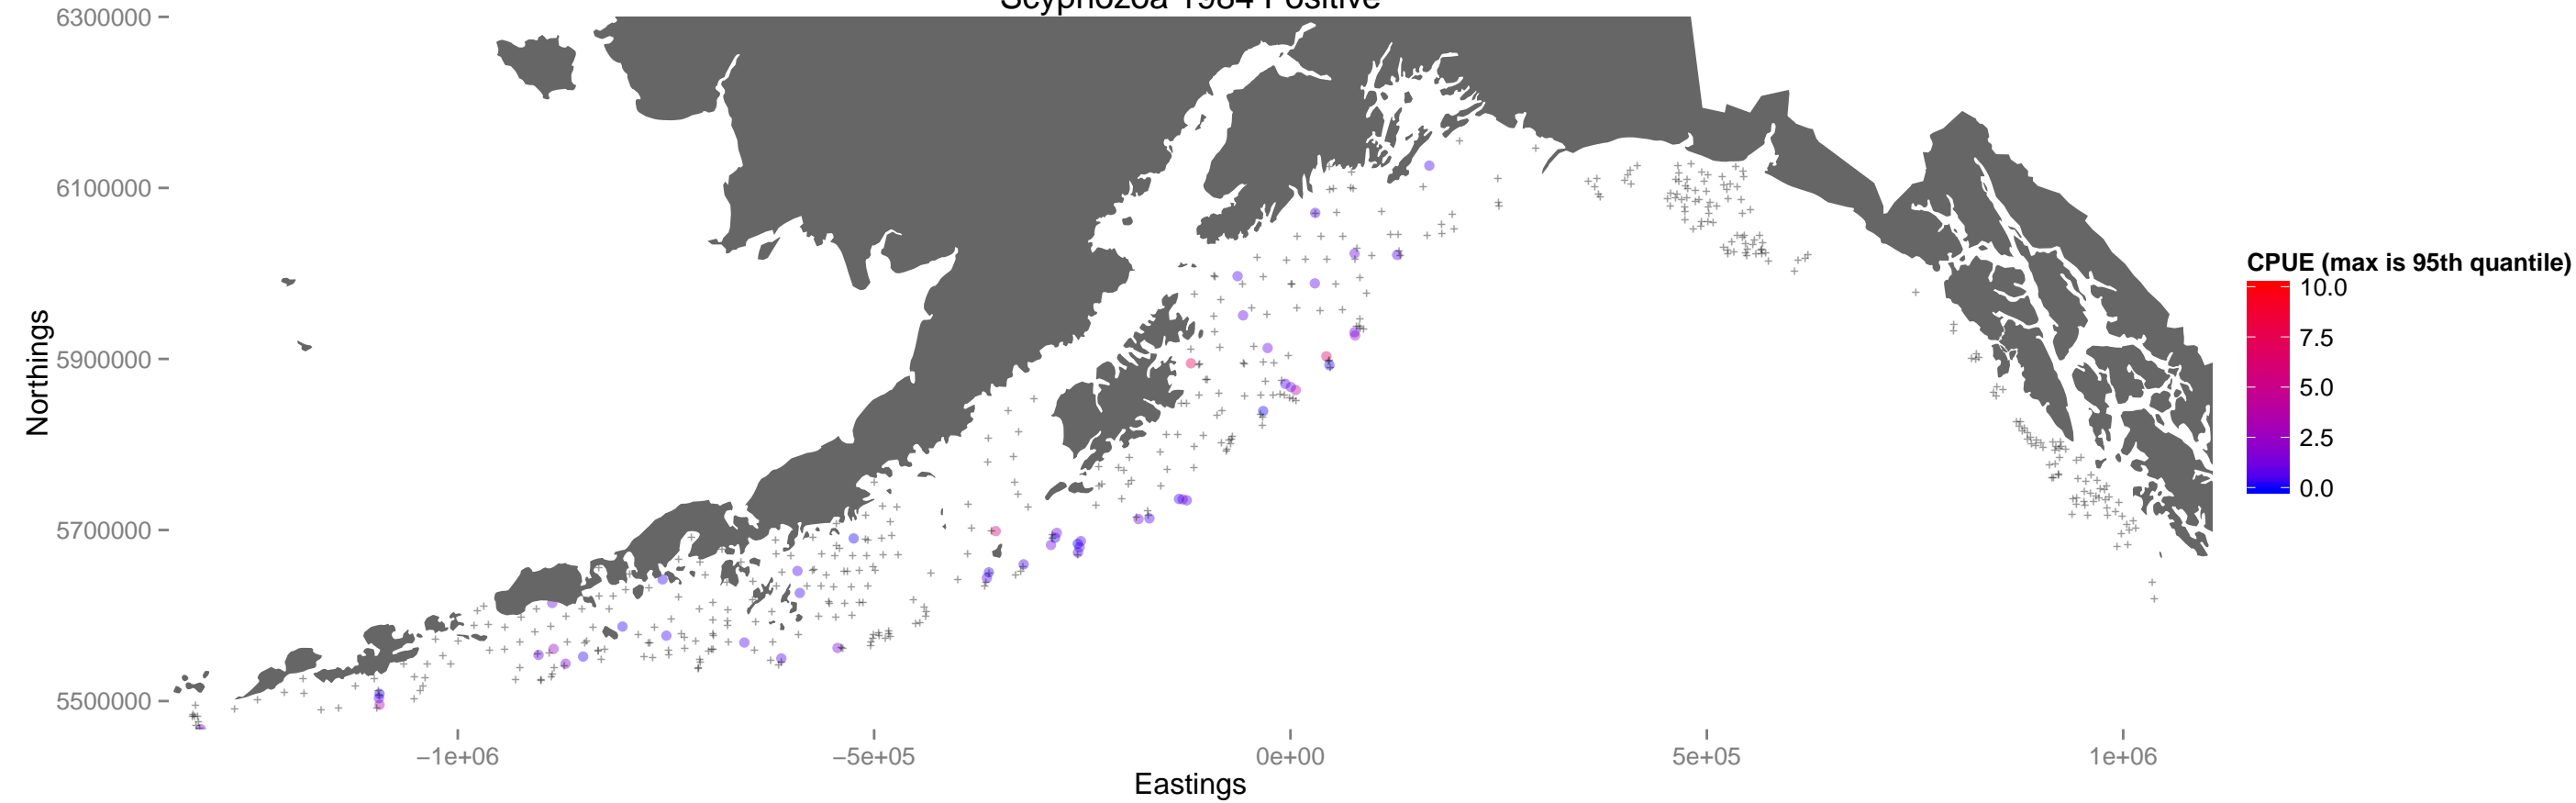 Scyphozoa 1984 Positive
6300000
6100000
5900000
5700000
5500000
Northings
−1e+06
−5e+05
0e+00
5e+05
1e+06
Eastings
CPUE (max is 95th quantile)
10.0
7.5
5.0
2.5
0.0